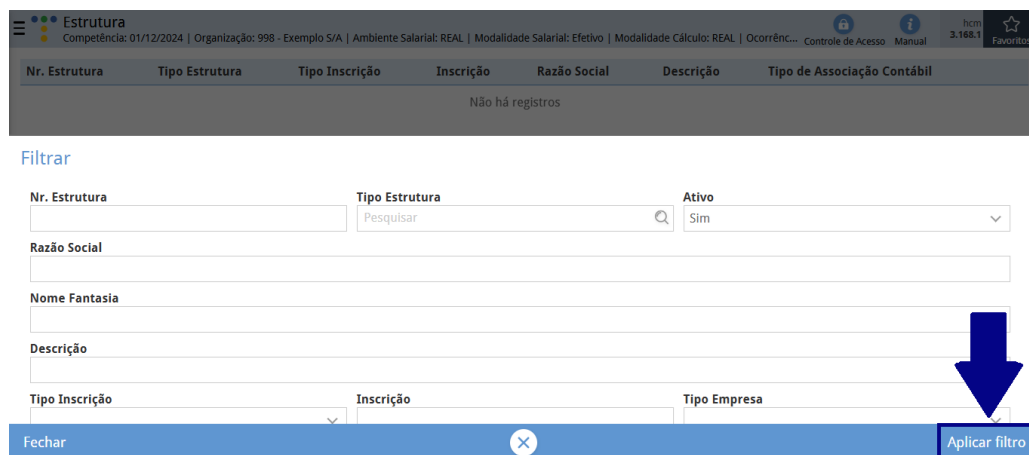 Estrutura
Competência: 01/12/2024 | Organização: 998 - Exemplo S/A | Ambiente Salarial: REAL | Modalidade Salarial: Efetivo | Modalidade Cálculo: REAL | Ocorrênc...
Controle de Acesso
Manual
hcm
3.168.1
Favoritos
Nr. Estrutura Tipo Estrutura Tipo Inscrição Inscrição Razão Social Descrição Tipo de Associação Contábil
Não há registros
Filtrar
Nr. Estrutura Tipo Estrutura Ativo
Pesquisar Sim
Razão Social
Nome Fantasia
Descrição
Tipo Inscrição Inscrição Tipo Empresa
Fechar Aplicar filtro